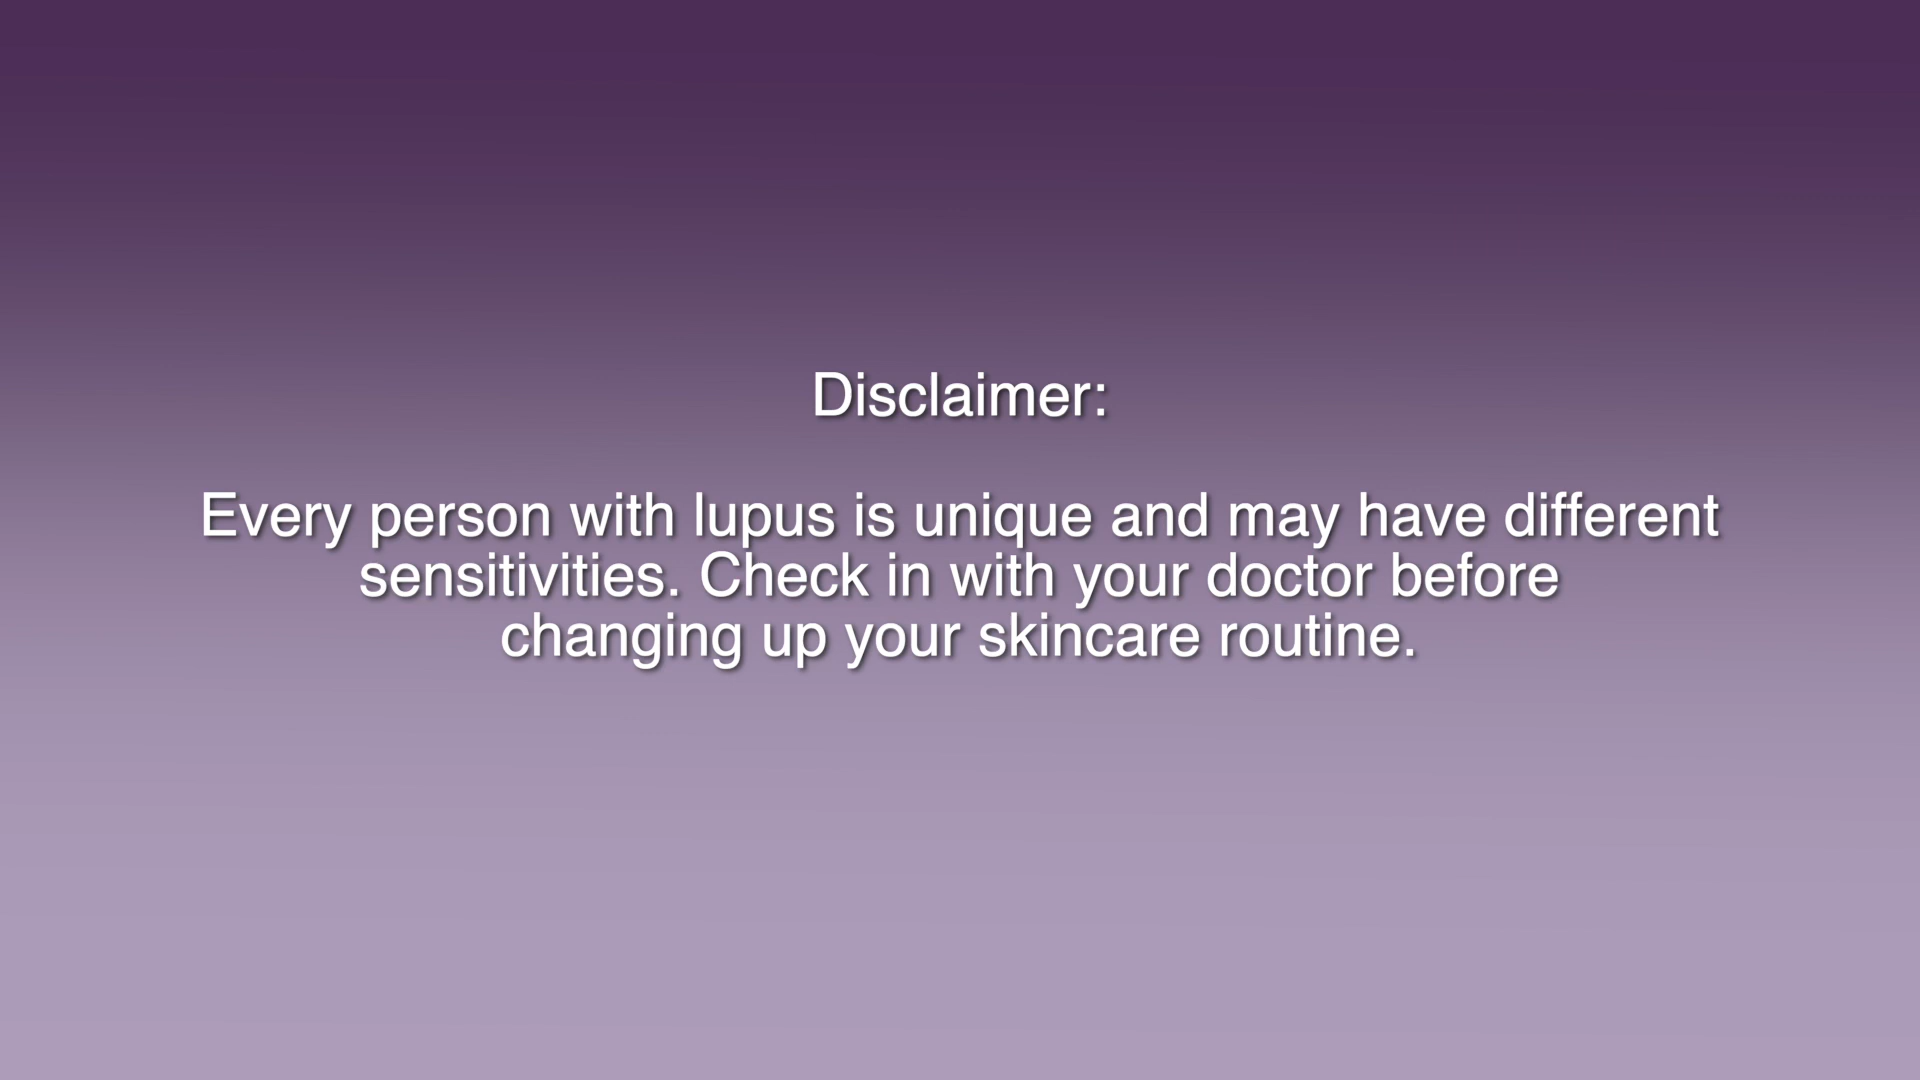 Disclaimer:
Every person with lupus is unique and may have different
sensitivities. Check in with your doctor before
changing up your skincare routine.